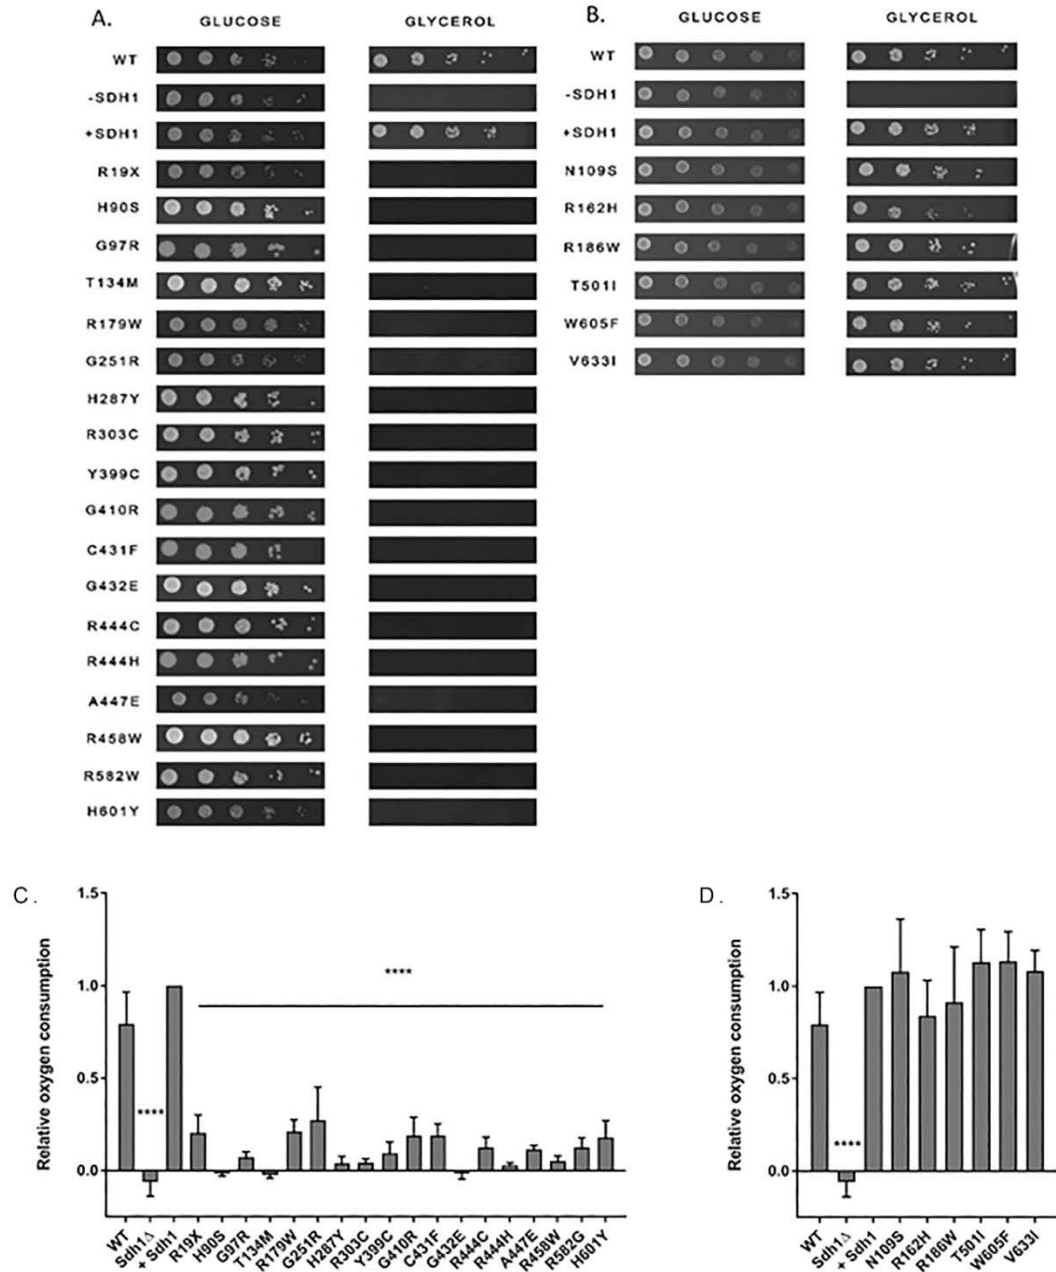 A.
GLUCOSE
GLYCEROL
WT
-SDH1
+SDH1
R19X
H90S
G97R
T134M
R179W
G251R
H287Y
R303C
Y399C
G410R
C431F
G432E
R444C
R444H
A447E
R458W
R582W
H601Y
B.
GLUCOSE
GLYCEROL
WT
-SDH1
+SDH1
N109S
R162H
R186W
T501I
W605F
V633I
C.
Relative oxygen consumption
1.5
1.0
0.5
0.0
****
****
WT
Sdh1Δ
+ Sdh1
R19X
H90S
G97R
T134M
R179W
G251R
H287Y
R303C
Y399C
G410R
C431F
G432E
R444C
R444H
A447E
R458W
R582G
H601Y
D.
Relative oxygen consumption
1.5
1.0
0.5
0.0
****
WT
Sdh1Δ
+ Sdh1
N109S
R162H
R186W
T501I
W605F
V633I